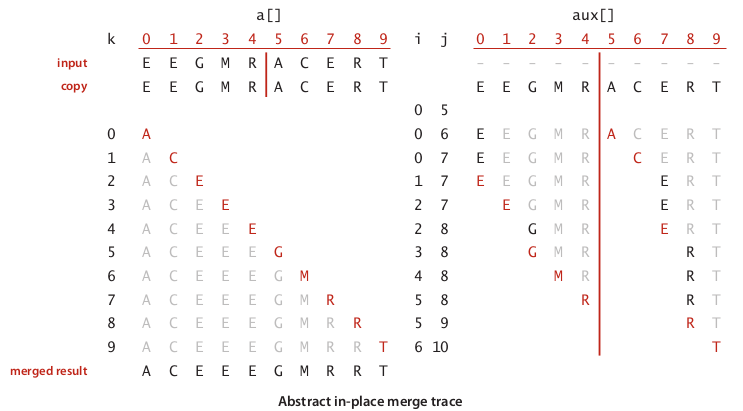 a[] aux[]
k 0 1 2 3 4 5 6 7 8 9 i j 0 1 2 3 4 5 6 7 8 9
input E E G M R A C E R T - - - - - - - - - -
copy E E G M R A C E R T E E G M R A C E R T
0 5
0 A 0 6 E E G M R A C E R T
1 A C 0 7 E E G M R C E R T
2 A C E 1 7 E E G M R E R T
3 A C E E 2 7 E G M R E R T
4 A C E E E 2 8 G M R E R T
5 A C E E E G 3 8 G M R R T
6 A C E E E G M 4 8 M R R T
7 A C E E E G M R 5 8 R R T
8 A C E E E G M R R 5 9 R T
9 A C E E E G M R R T 6 10 T
merged result A C E E E G M R R T
Abstract in-place merge trace